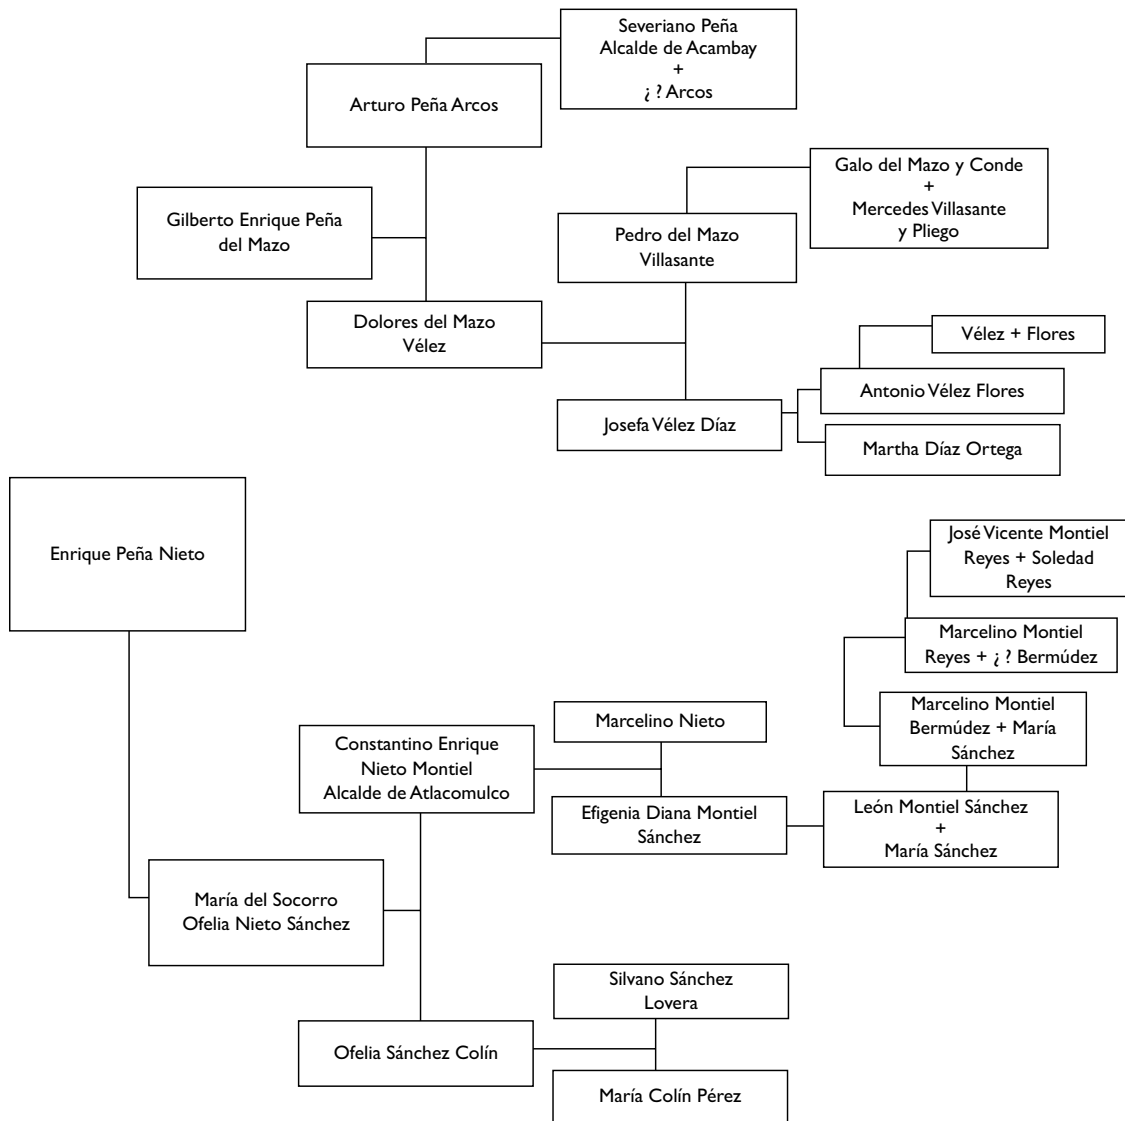 Severiano Peña
Alcalde de Acambay
+
¿ ? Arcos
Arturo Peña Arcos
Galo del Mazo y Conde
+
Mercedes Villasante
y Pliego
Gilberto Enrique Peña
del Mazo
Pedro del Mazo
Villasante
Dolores del Mazo
Vélez
Vélez + Flores
Antonio Vélez Flores
Josefa Vélez Díaz
Martha Díaz Ortega
Enrique Peña Nieto
José Vicente Montiel
Reyes + Soledad
Reyes
Marcelino Montiel
Reyes + ¿ ? Bermúdez
Marcelino Montiel
Bermúdez + María
Sánchez
Marcelino Nieto
Constantino Enrique
Nieto Montiel
Alcalde de Atlacomulco
Efigenia Diana Montiel
Sánchez
León Montiel Sánchez
+
María Sánchez
María del Socorro
Ofelia Nieto Sánchez
Silvano Sánchez
Lovera
Ofelia Sánchez Colín
María Colín Pérez